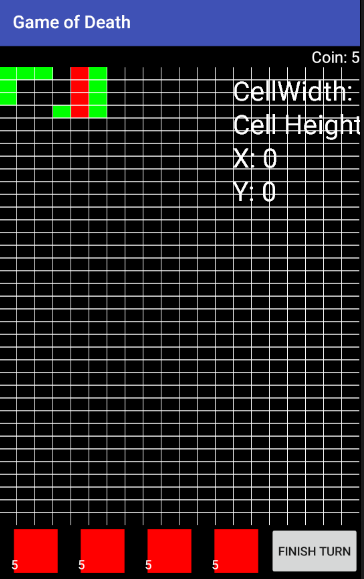 Game of Death
Coin: 5
CellWidth:
Cell Height
X: 0
Y: 0
5 5 5 5 FINISH TURN